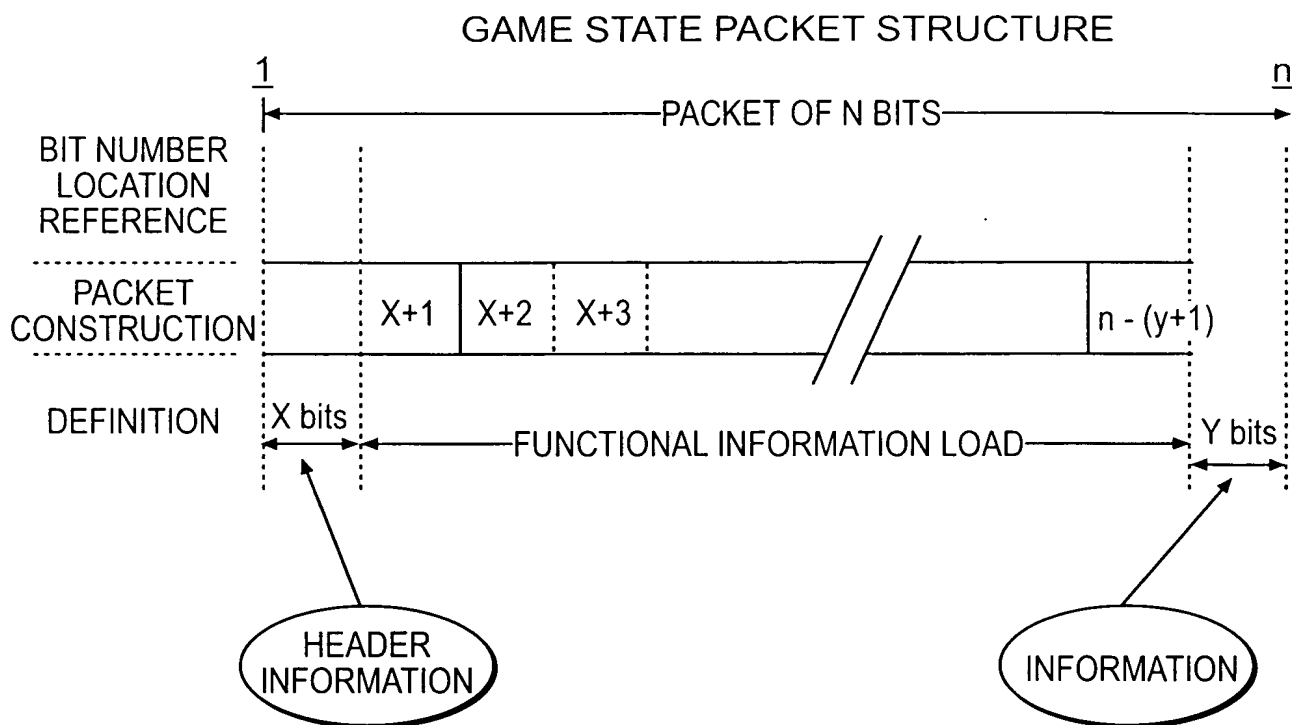 GAME STATE PACKET STRUCTURE
1
n
PACKET OF N BITS
BIT NUMBER
LOCATION
REFERENCE
PACKET
CONSTRUCTION
X+1
X+2
X+3
n - (y+1)
DEFINITION
X bits
FUNCTIONAL INFORMATION LOAD
Y bits
HEADER
INFORMATION
INFORMATION